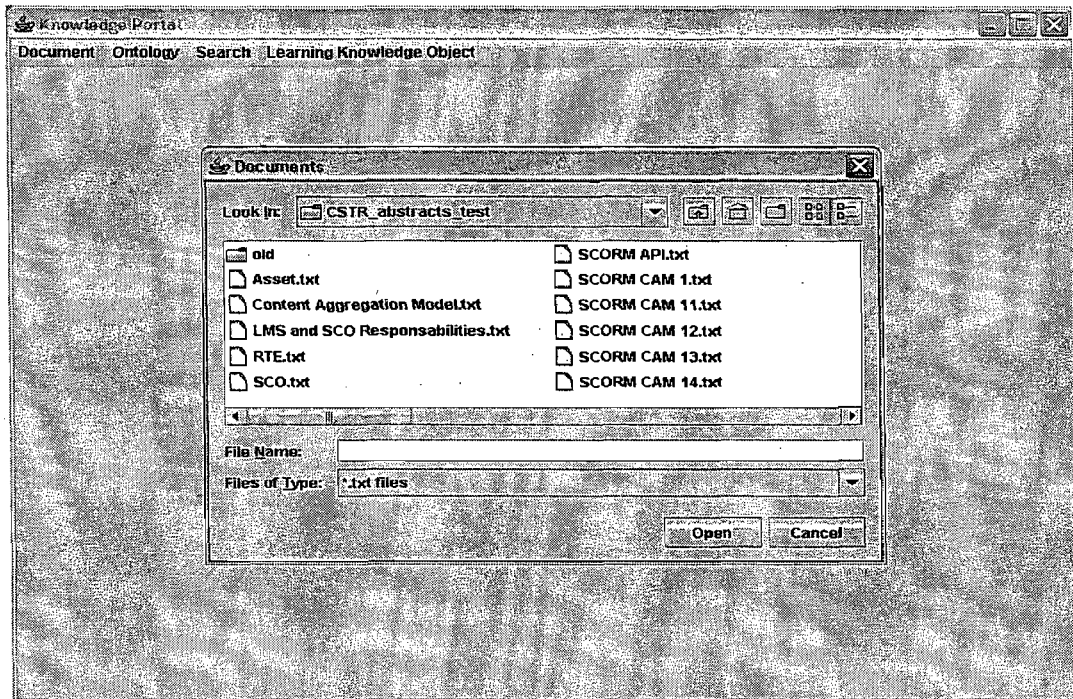 Knowledge Portal
Document Ontology Search Learning Knowledge Object
Documents
Look In: CSTR_abstracts_test
old
Asset.txt
Content Aggregation Model.txt
LMS and SCO Responsabilities.txt
RTE.txt
SCO.txt
SCORM API.txt
SCORM CAM 1.txt
SCORM CAM 11.txt
SCORM CAM 12.txt
SCORM CAM 13.txt
SCORM CAM 14.txt
File Name:
Files of Type: *.txt files
Open Cancel